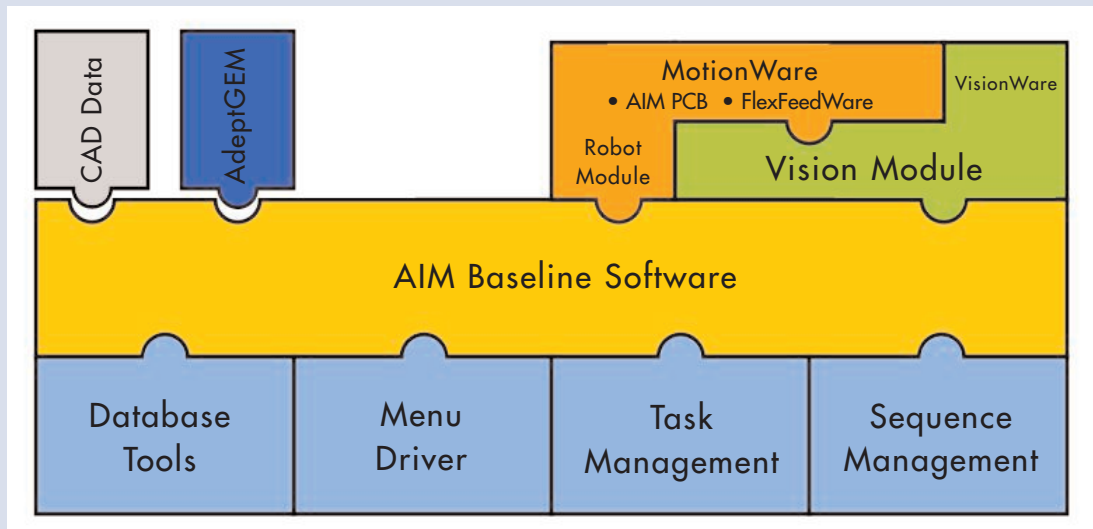 CAD Data
AdeptGEM
MotionWare
• AIM PCB • FlexFeedWare
VisionWare
Robot
Module
Vision Module
AIM Baseline Software
Database
Tools
Menu
Driver
Task
Management
Sequence
Management